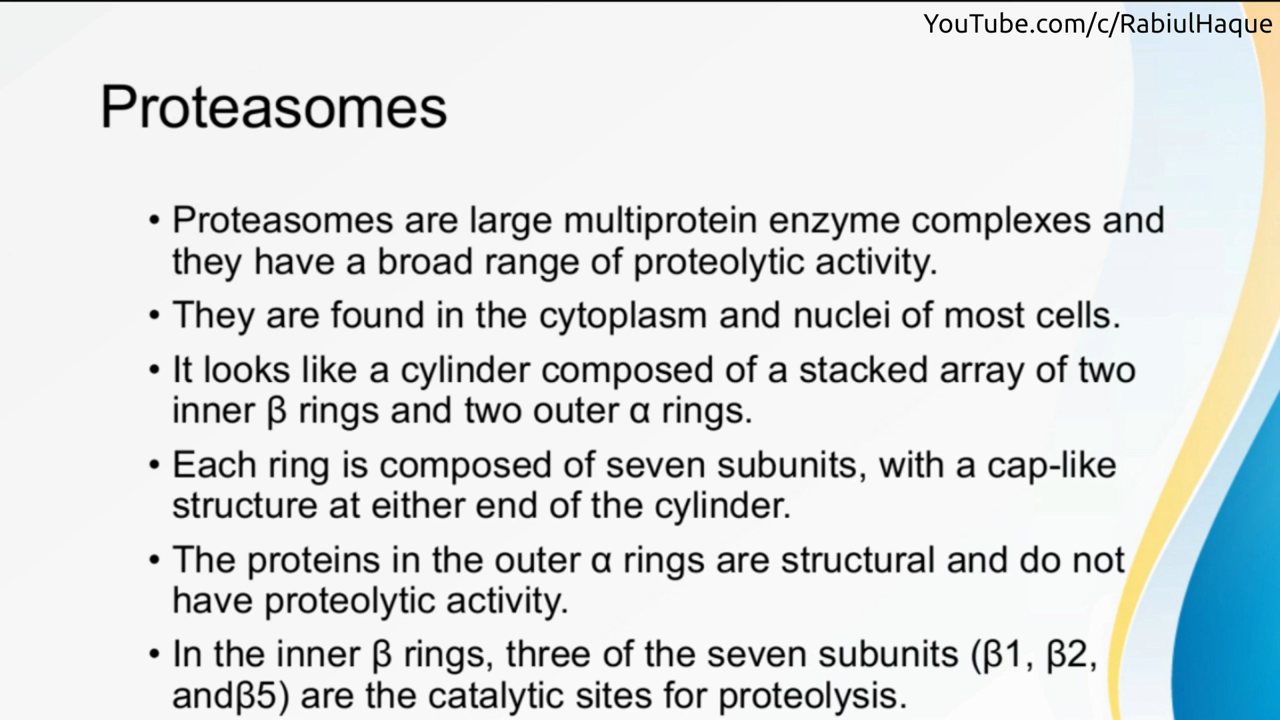 YouTube.com/c/RabiulHaque
Proteasomes
• Proteasomes are large multiprotein enzyme complexes and
they have a broad range of proteolytic activity.
• They are found in the cytoplasm and nuclei of most cells.
• It looks like a cylinder composed of a stacked array of two
inner β rings and two outer α rings.
• Each ring is composed of seven subunits, with a cap-like
structure at either end of the cylinder.
• The proteins in the outer α rings are structural and do not
have proteolytic activity.
• In the inner β rings, three of the seven subunits (β1, β2,
andβ5) are the catalytic sites for proteolysis.